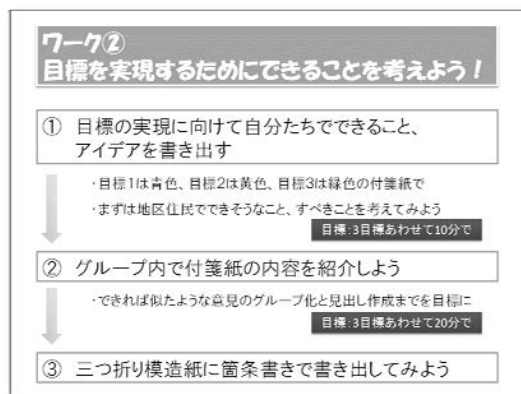 ワーク②
目標を実現するためにできることを考えよう！
① 目標の実現に向けて自分たちでできること、
アイデアを書き出す
・目標1は青色、目標2は黄色、目標3は緑色の付箋紙で
・まずは地区住民でできそうなこと、すべきことを考えてみよう
目標:3目標あわせて10分で
② グループ内で付箋紙の内容を紹介しよう
・できれば似たような意見のグループ化と見出し作成までを目標に
目標:3目標あわせて20分で
③ 三つ折り模造紙に箇条書きで書き出してみよう